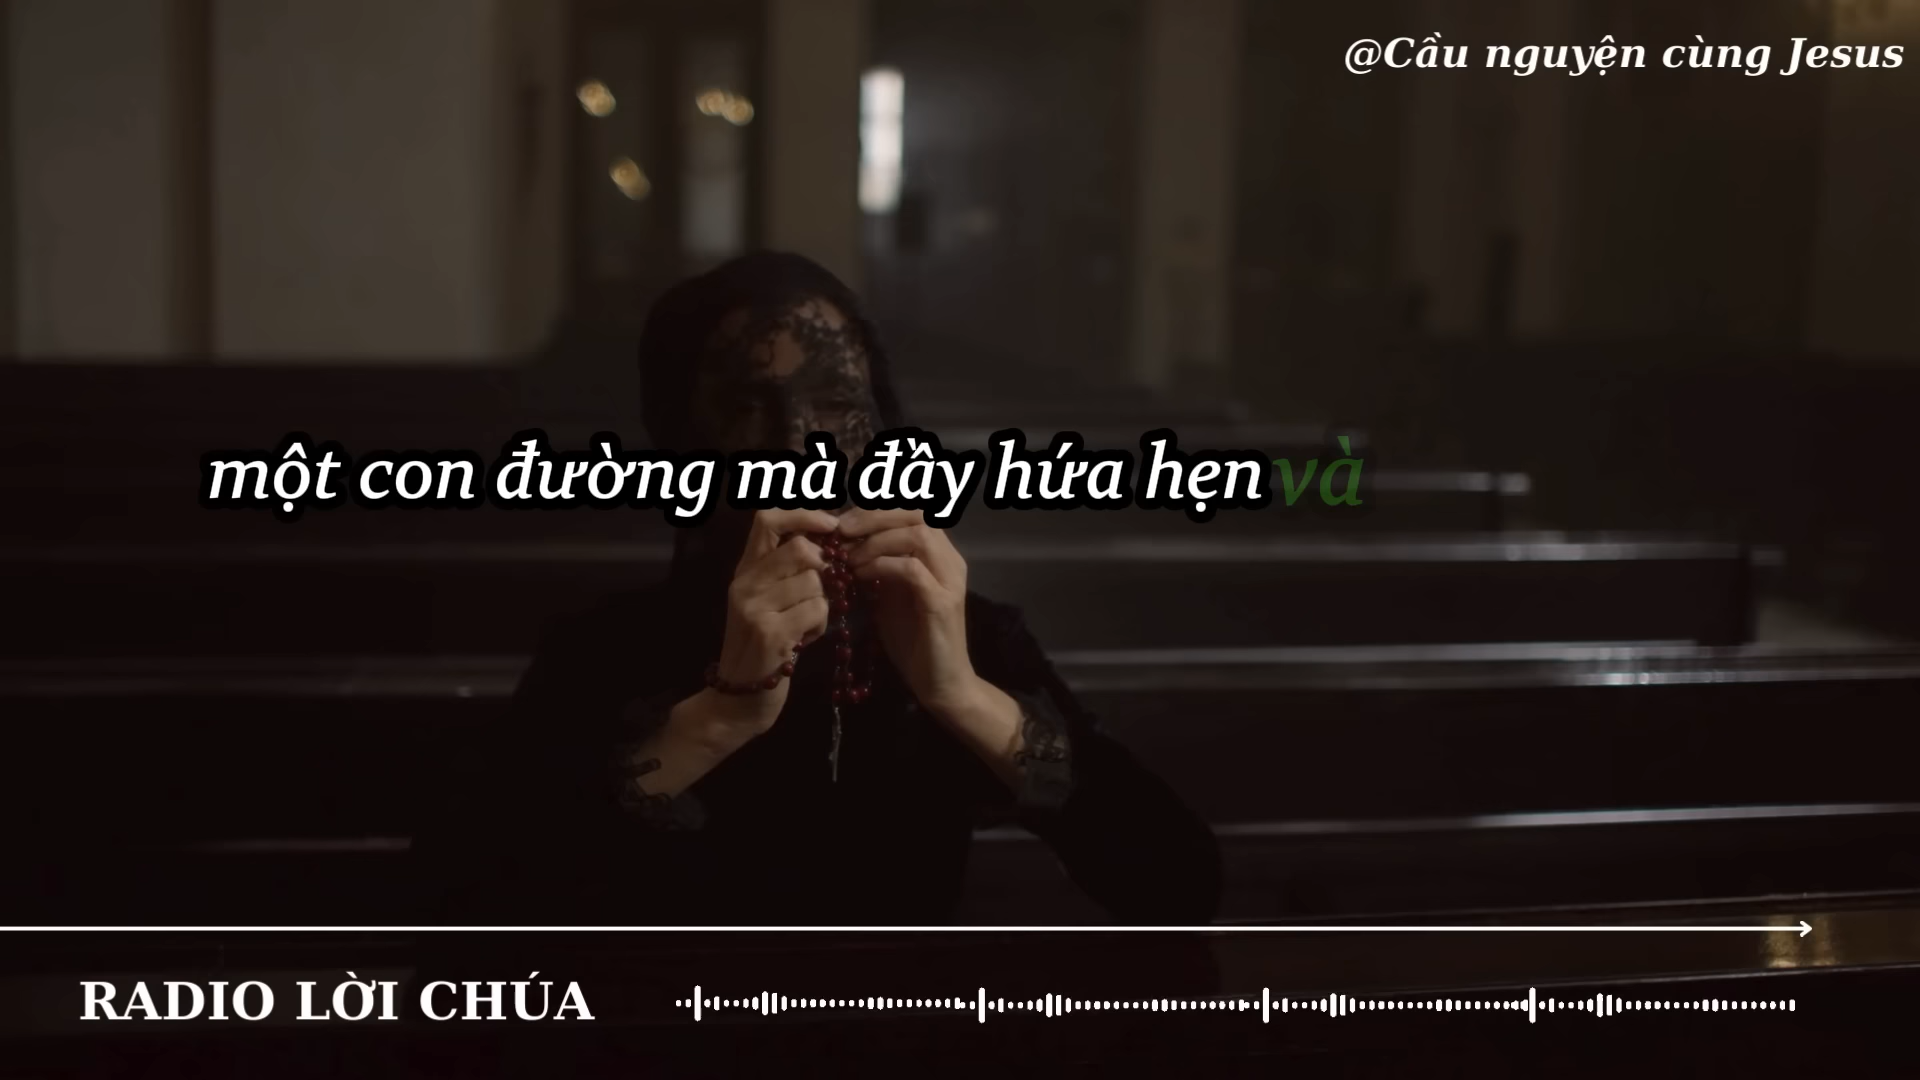 @Cầu nguyện cùng Jesus
một con đường mà đầy hứa hẹn và
RADIO LỜI CHÚA